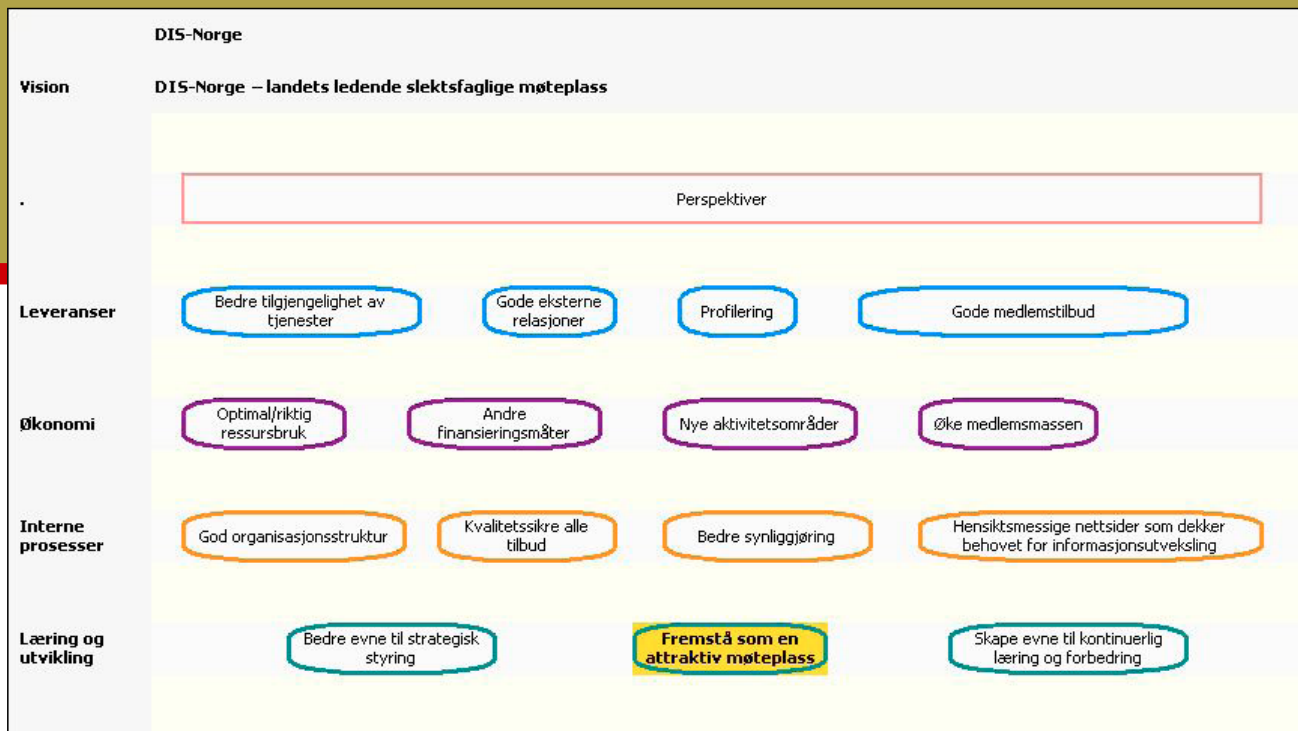 DIS-Norge
Vision
DIS-Norge – landets ledende slektsfaglige møteplass
.
Perspektiver
Leveranser
Bedre tilgjengelighet av
tjenester
Gode eksterne
relasjoner
Profilering
Gode medlemstilbud
Økonomi
Optimal/riktig
ressursbruk
Andre
finansieringsmåter
Nye aktivitetsområder
Øke medlemsmassen
Interne
prosesser
God organisasjonsstruktur
Kvalitetssikre alle
tilbud
Bedre synliggjøring
Hensiktsmessige nettsider som dekker
behovet for informasjonsutveksling
Læring og
utvikling
Bedre evne til strategisk
styring
Fremstå som en
attraktiv møteplass
Skape evne til kontinuerlig
læring og forbedring